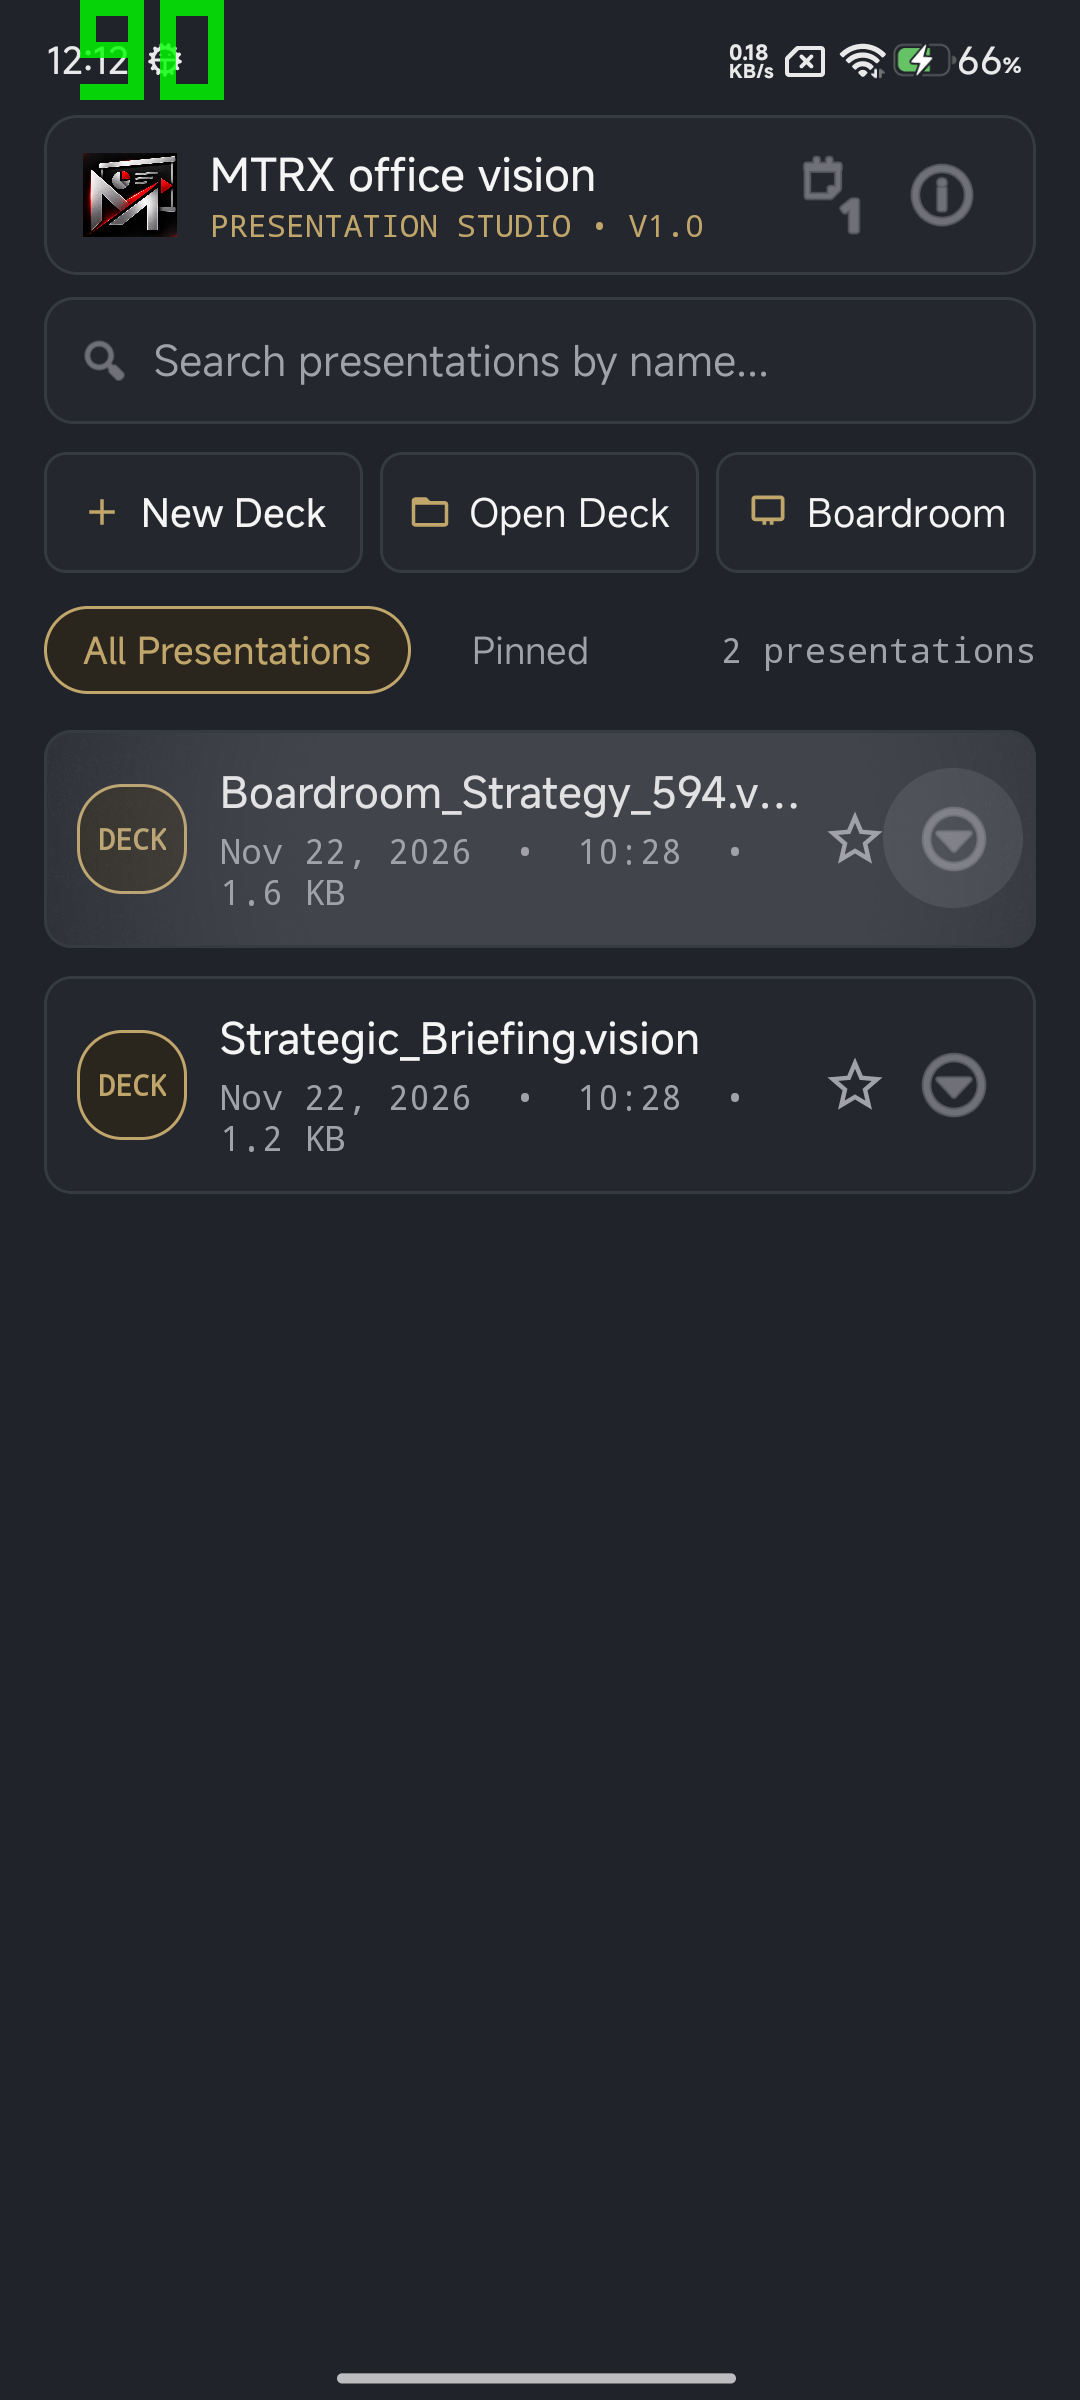 12:12
90
0.18
KB/s
66%
MTRX office vision
PRESENTATION STUDIO • V1.0
1
Search presentations by name...
+ New Deck
Open Deck
Boardroom
All Presentations
Pinned
2 presentations
DECK
Boardroom_Strategy_594.v...
Nov 22, 2026 • 10:28 •
1.6 KB
DECK
Strategic_Briefing.vision
Nov 22, 2026 • 10:28 •
1.2 KB